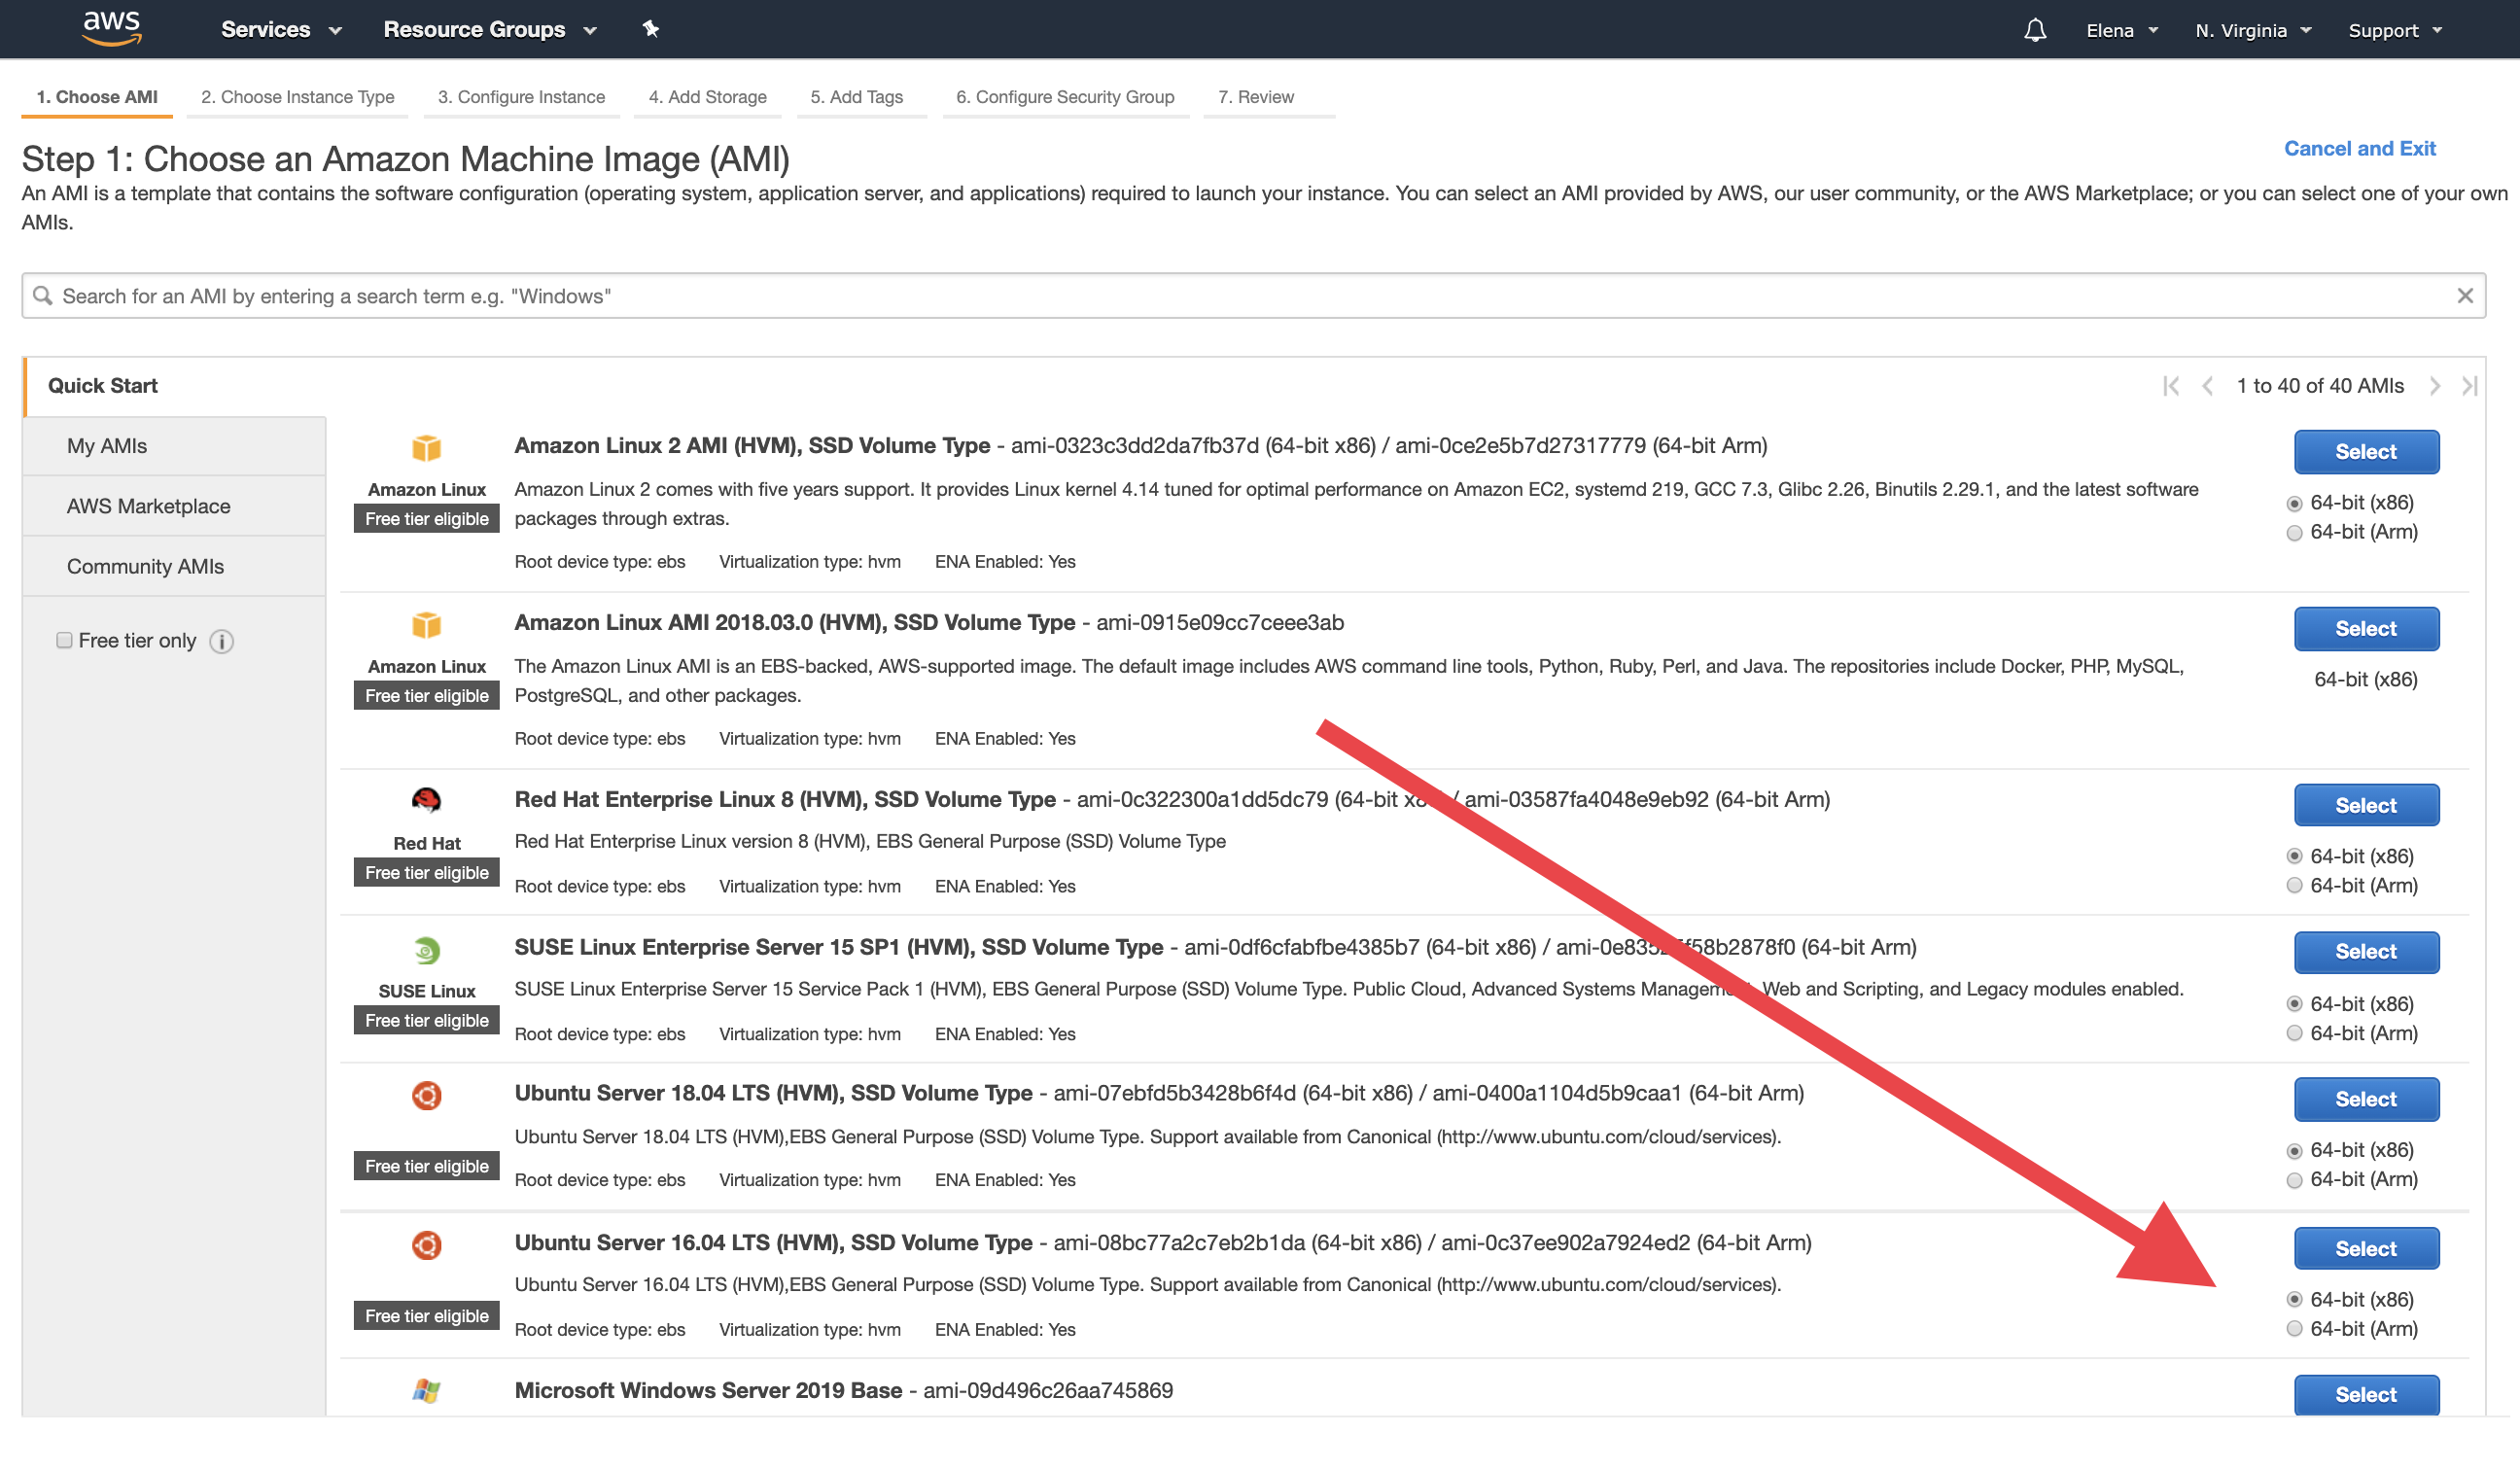 aws Services Resource Groups Elena N. Virginia Support
1. Choose AMI 2. Choose Instance Type 3. Configure Instance 4. Add Storage 5. Add Tags 6. Configure Security Group 7. Review
Step 1: Choose an Amazon Machine Image (AMI)
Cancel and Exit
An AMI is a template that contains the software configuration (operating system, application server, and applications) required to launch your instance. You can select an AMI provided by AWS, our user community, or the AWS Marketplace; or you can select one of your own
AMIs.
Search for an AMI by entering a search term e.g. "Windows"
Quick Start
1 to 40 of 40 AMIs
My AMIs
AWS Marketplace
Community AMIs
Free tier only
Amazon Linux
Free tier eligible
Amazon Linux 2 AMI (HVM), SSD Volume Type - ami-0323c3dd2da7fb37d (64-bit x86) / ami-0ce2e5b7d27317779 (64-bit Arm)
Amazon Linux 2 comes with five years support. It provides Linux kernel 4.14 tuned for optimal performance on Amazon EC2, systemd 219, GCC 7.3, Glibc 2.26, Binutils 2.29.1, and the latest software
packages through extras.
Root device type: ebs Virtualization type: hvm ENA Enabled: Yes
Select
64-bit (x86)
64-bit (Arm)
Amazon Linux
Free tier eligible
Amazon Linux AMI 2018.03.0 (HVM), SSD Volume Type - ami-0915e09cc7ceee3ab
The Amazon Linux AMI is an EBS-backed, AWS-supported image. The default image includes AWS command line tools, Python, Ruby, Perl, and Java. The repositories include Docker, PHP, MySQL,
PostgreSQL, and other packages.
Root device type: ebs Virtualization type: hvm ENA Enabled: Yes
Select
64-bit (x86)
Red Hat
Free tier eligible
Red Hat Enterprise Linux 8 (HVM), SSD Volume Type - ami-0c322300a1dd5dc79 (64-bit / ami-03587fa4048e9eb92 (64-bit Arm)
Red Hat Enterprise Linux version 8 (HVM), EBS General Purpose (SSD) Volume Type
Root device type: ebs Virtualization type: hvm ENA Enabled: Yes
Select
64-bit (x86)
64-bit (Arm)
SUSE Linux
Free tier eligible
SUSE Linux Enterprise Server 15 SP1 (HVM), SSD Volume Type - ami-0df6cfabfbe4385b7 (64-bit x86) / (64-bit Arm)
SUSE Linux Enterprise Server 15 Service Pack 1 (HVM), EBS General Purpose (SSD) Volume Type. Public Cloud, Advanced Systems Web and Scripting, and Legacy modules enabled.
Root device type: ebs Virtualization type: hvm ENA Enabled: Yes
Select
64-bit (x86)
64-bit (Arm)
Free tier eligible
Ubuntu Server 18.04 LTS (HVM), SSD Volume Type - ami-07ebfd5b3428b6f4d (64-bit x86) / ami-0400a1104d5b9caa1 (64-bit Arm)
Ubuntu Server 18.04 LTS (HVM),EBS General Purpose (SSD) Volume Type. Support available from Canonical (http://www.ubuntu.com/cloud/services).
Root device type: ebs Virtualization type: hvm ENA Enabled: Yes
Select
64-bit (x86)
64-bit (Arm)
Free tier eligible
Ubuntu Server 16.04 LTS (HVM), SSD Volume Type - ami-08bc77a2c7eb2b1da (64-bit x86) / ami-0c37ee902a7924ed2 (64-bit Arm)
Ubuntu Server 16.04 LTS (HVM),EBS General Purpose (SSD) Volume Type. Support available from Canonical (http://www.ubuntu.com/cloud/services).
Root device type: ebs Virtualization type: hvm ENA Enabled: Yes
Select
64-bit (x86)
64-bit (Arm)
Microsoft Windows Server 2019 Base - ami-09d496c26aa745869
Select